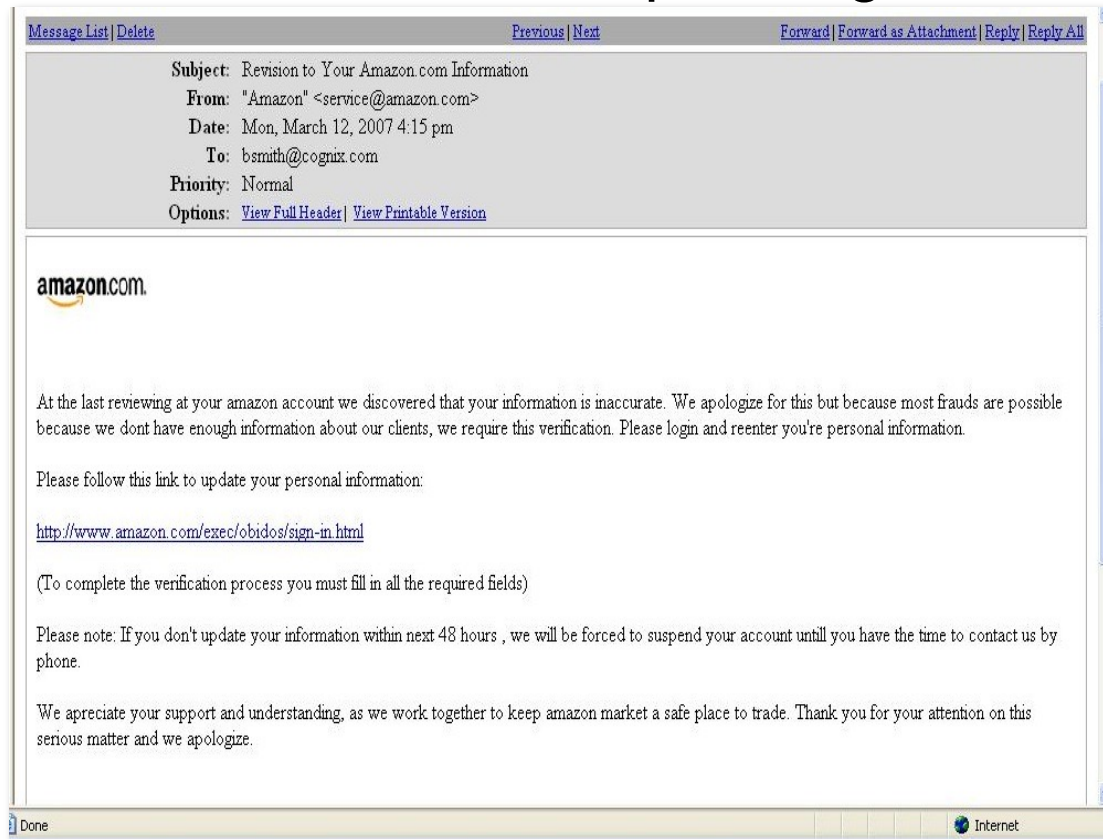 Message List | Delete Previous | Next Forward | Forward as Attachment | Reply | Reply All
Subject: Revision to Your Amazon.com Information
From: "Amazon" <service@amazon.com>
Date: Mon, March 12, 2007 4:15 pm
To: bsmith@cognix.com
Priority: Normal
Options: View Full Header | View Printable Version
amazon.com.
At the last reviewing at your amazon account we discovered that your information is inaccurate. We apologize for this but because most frauds are possible
because we dont have enough information about our clients, we require this verification. Please login and reenter you're personal information.
Please follow this link to update your personal information:
http://www.amazon.com/exec/obidos/sign-in.html
(To complete the verification process you must fill in all the required fields)
Please note: If you don't update your information within next 48 hours , we will be forced to suspend your account untill you have the time to contact us by
phone.
We apreciate your support and understanding, as we work together to keep amazon market a safe place to trade. Thank you for your attention on this
serious matter and we apologize.
Done Internet